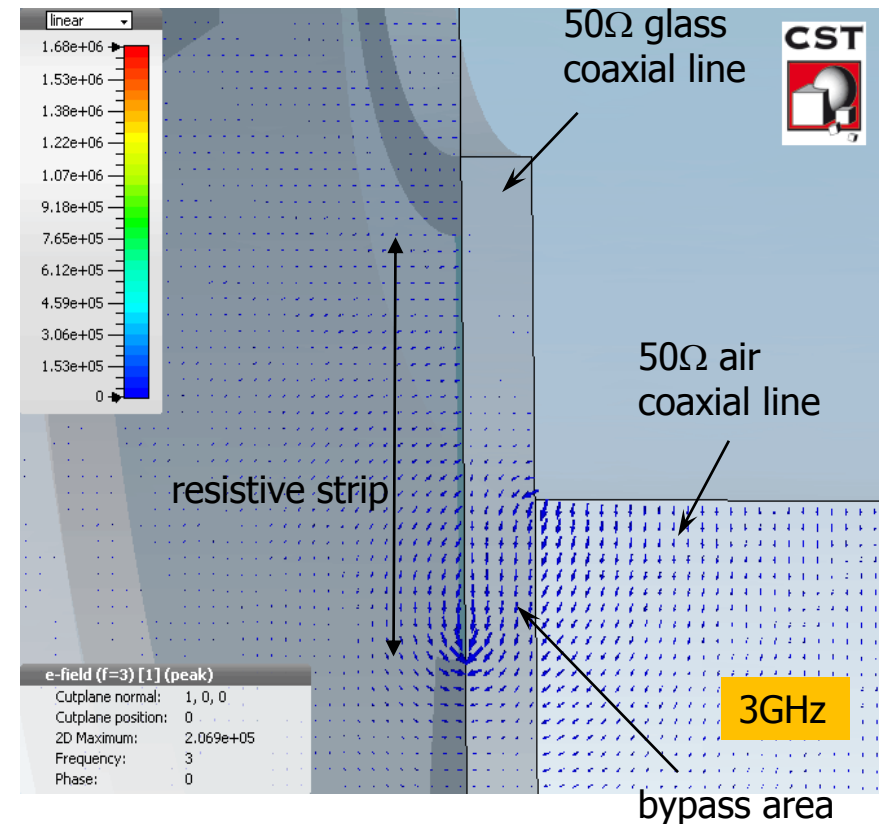 linear
1.68e+06
1.53e+06
1.38e+06
1.22e+06
1.07e+06
9.18e+05
7.65e+05
6.12e+05
4.59e+05
3.06e+05
1.53e+05
0
50Ω glass
coaxial line
CST
50Ω air
coaxial line
resistive strip
e-field (f=3) [1] (peak)
Cutplane normal: 1, 0, 0
Cutplane position: 0
2D Maximum: 2.069e+05
Frequency: 3
Phase: 0
3GHz
bypass area